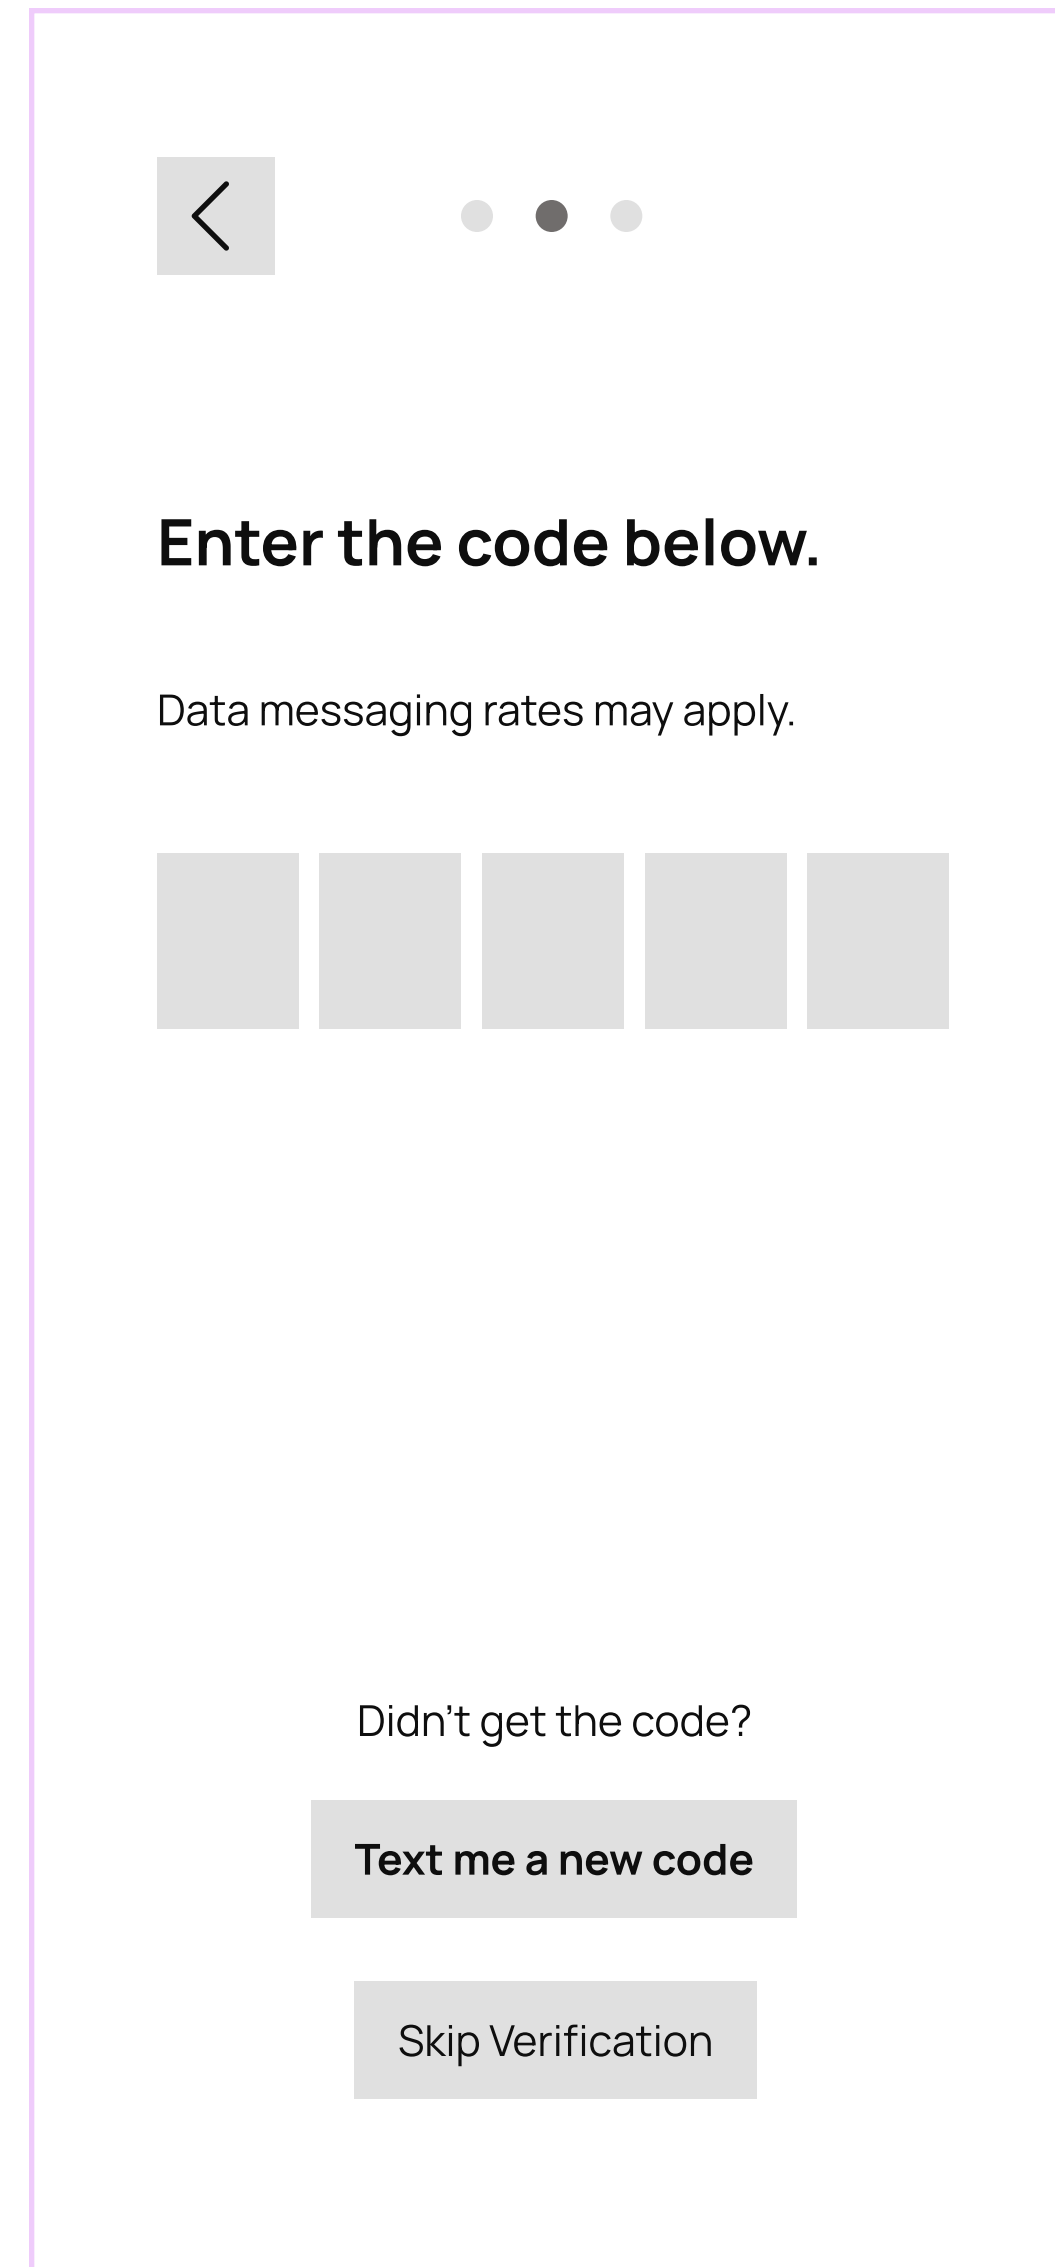 Enter the code below.
Data messaging rates may apply.
Didn’t get the code?
Text me a new code
Skip Verification